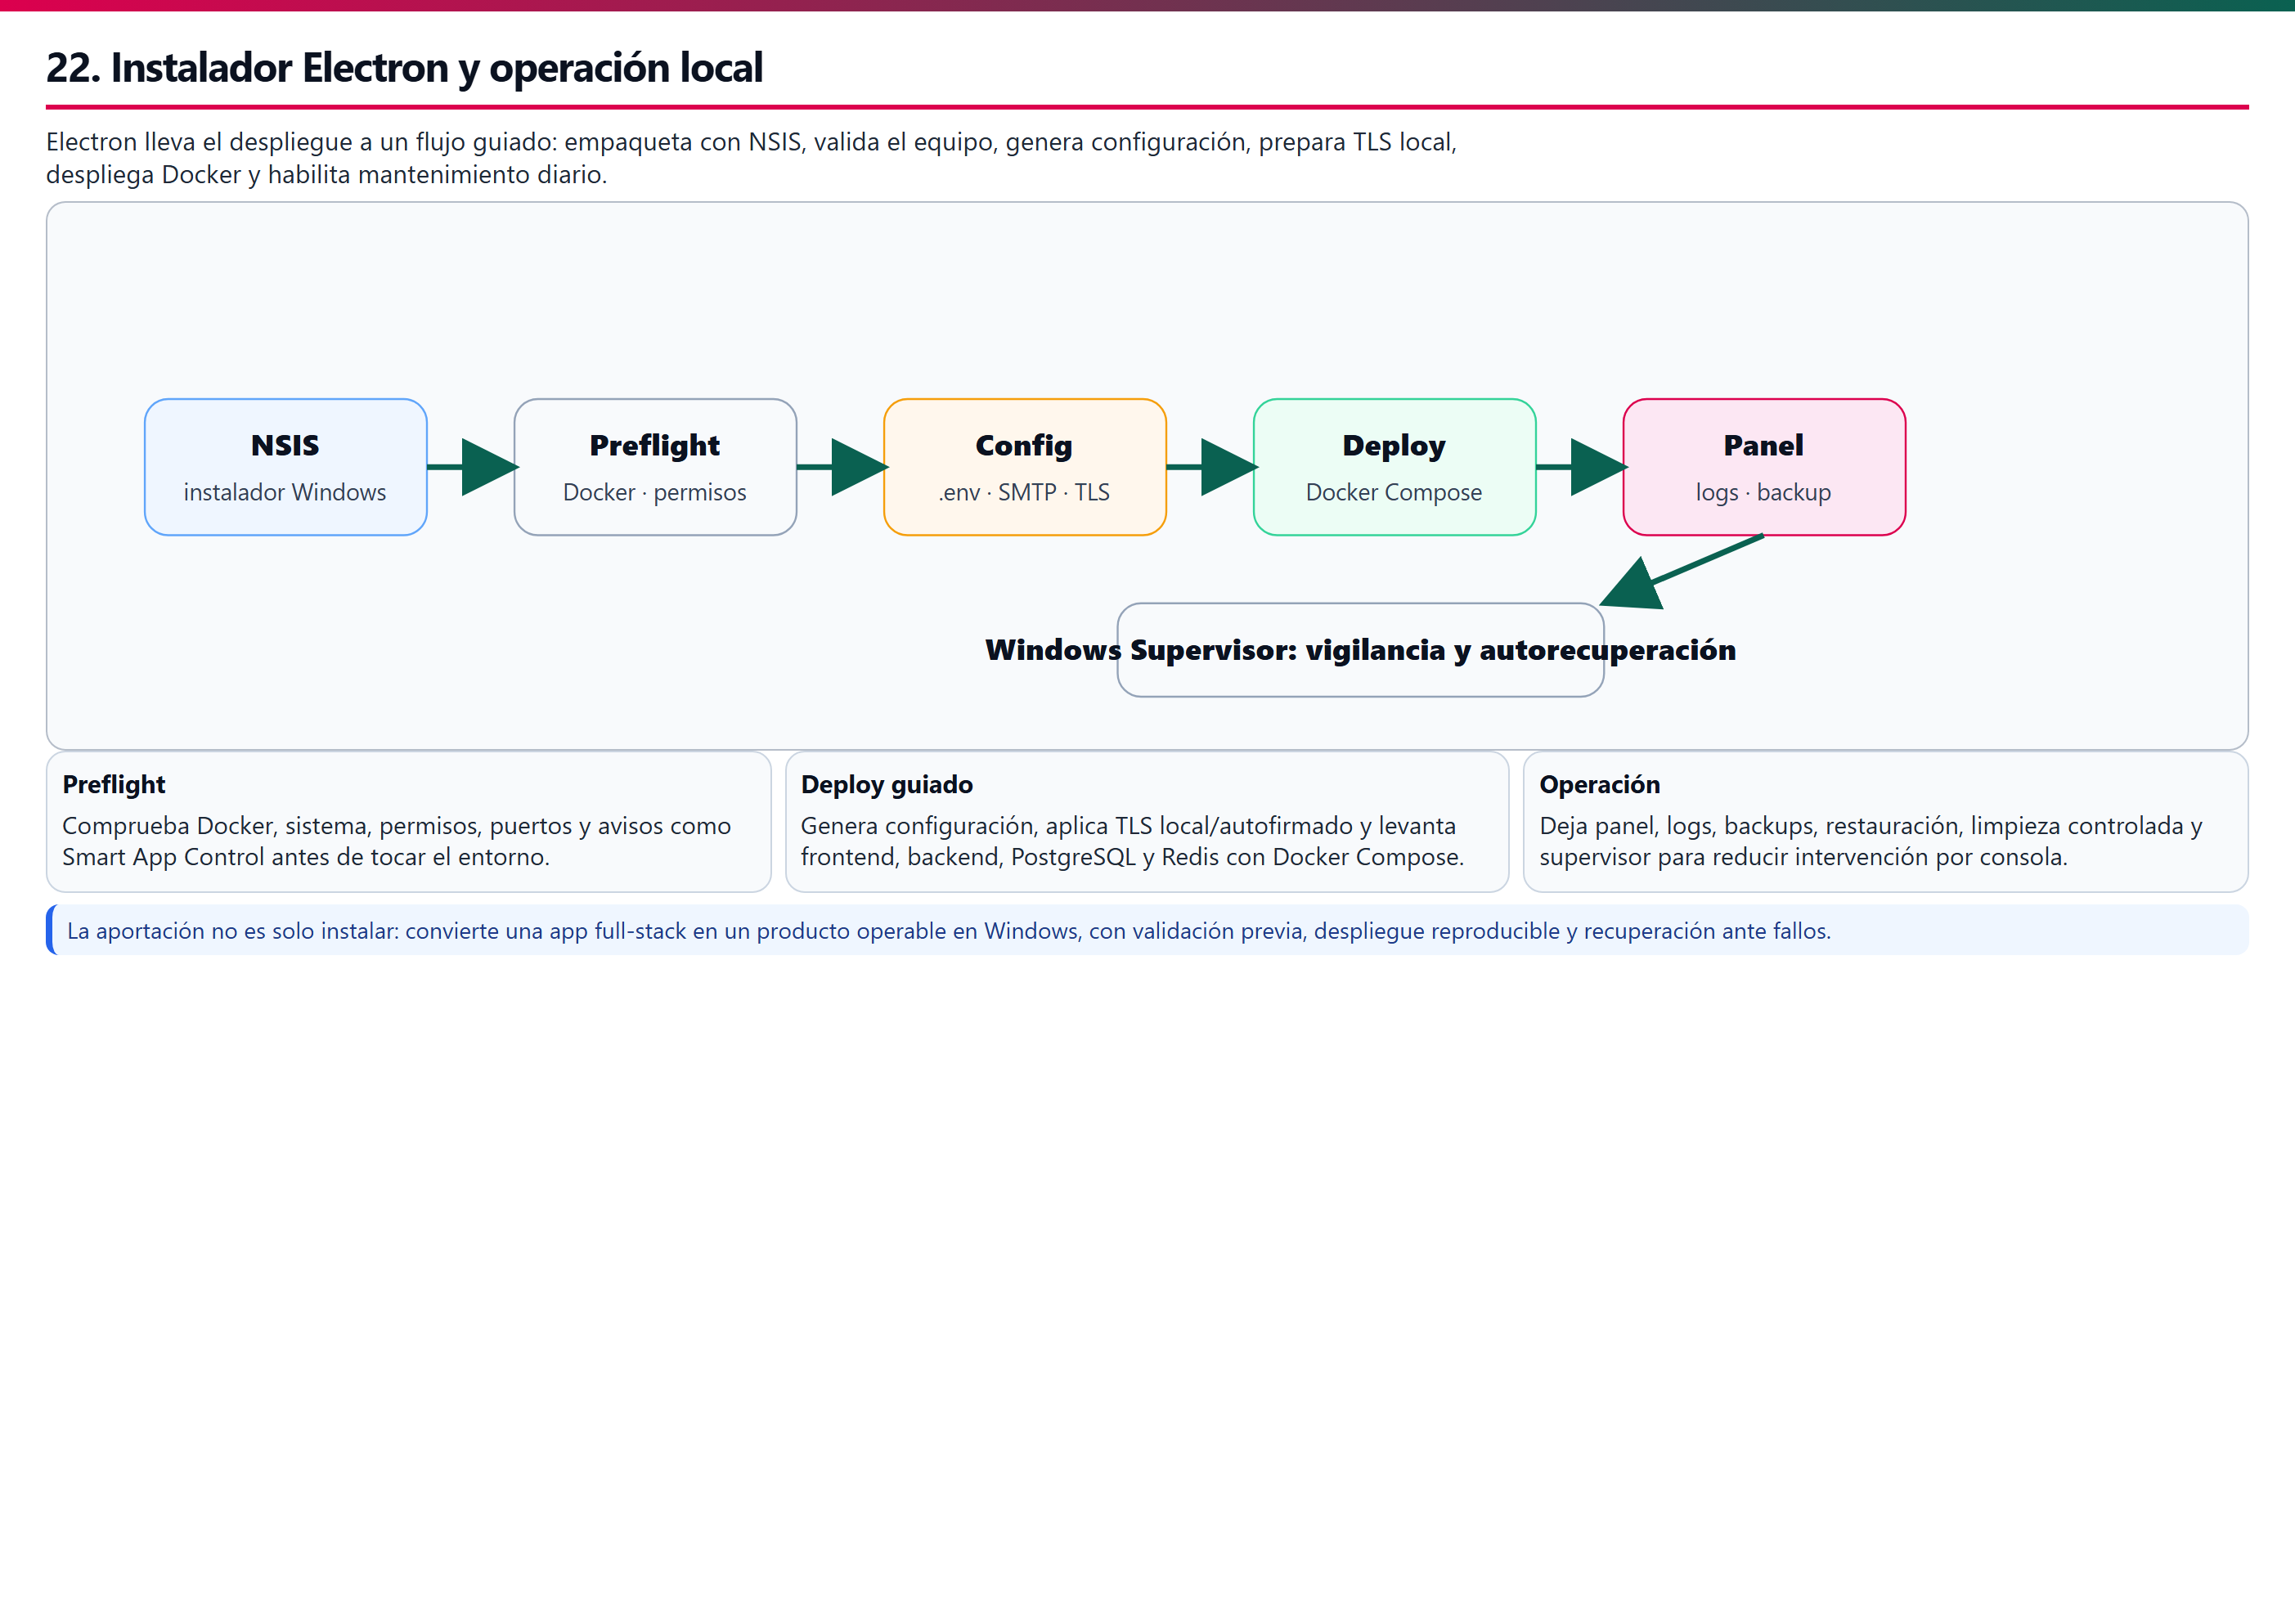 22. Instalador Electron y operación local
Electron lleva el despliegue a un flujo guiado: empaqueta con NSIS, valida el equipo, genera configuración, prepara TLS local,
despliega Docker y habilita mantenimiento diario.
NSIS
instalador Windows
Preflight
Docker · permisos
Config
.env · SMTP · TLS
Deploy
Docker Compose
Panel
logs · backup
Windows Supervisor: vigilancia y autorecuperación
Preflight
Comprueba Docker, sistema, permisos, puertos y avisos como
Smart App Control antes de tocar el entorno.
Deploy guiado
Genera configuración, aplica TLS local/autofirmado y levanta
frontend, backend, PostgreSQL y Redis con Docker Compose.
Operación
Deja panel, logs, backups, restauración, limpieza controlada y
supervisor para reducir intervención por consola.
La aportación no es solo instalar: convierte una app full-stack en un producto operable en Windows, con validación previa, despliegue reproducible y recuperación ante fallos.